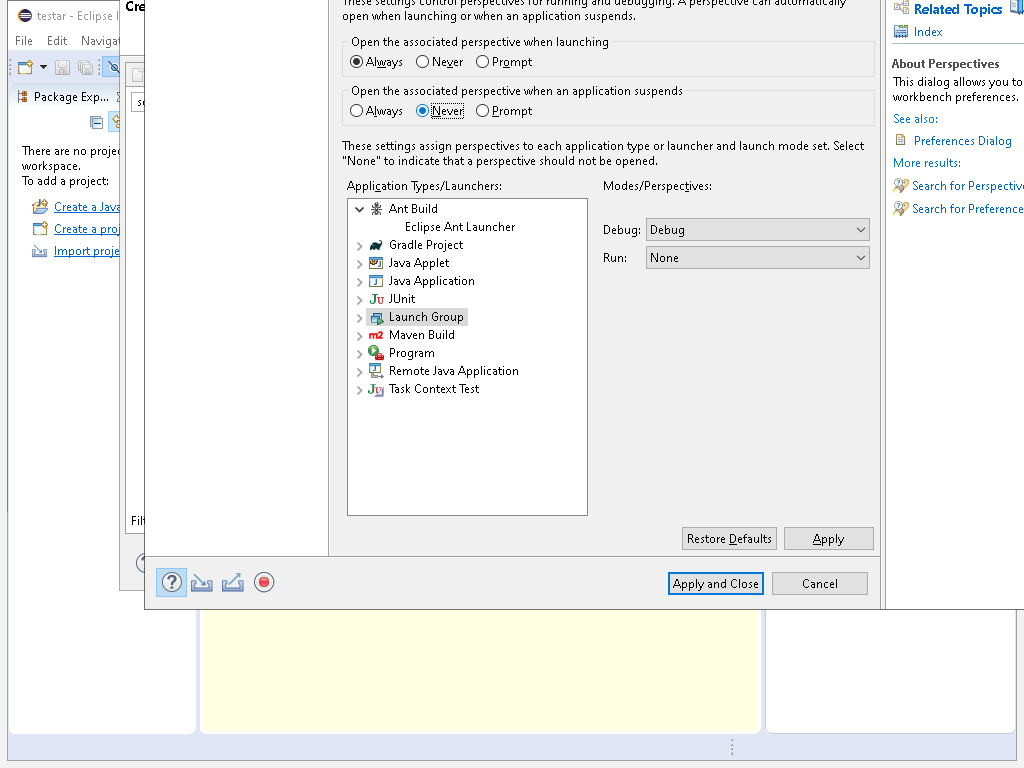 testar - Eclipse I
File Edit Navigat
Package Exp...
There are no proje
workspace.
To add a project:
Create a Java
Create a proj
Import proje
Cre
Filt
These settings control perspectives for running and debugging. A perspective can automatically
open when launching or when an application suspends.
Open the associated perspective when launching
Always Never Prompt
Open the associated perspective when an application suspends
Always Never Prompt
These settings assign perspectives to each application type or launcher and launch mode set. Select
"None" to indicate that a perspective should not be opened.
Application Types/Launchers:
Ant Build
Eclipse Ant Launcher
Gradle Project
Java Applet
Java Application
JUnit
Launch Group
Maven Build
Program
Remote Java Application
Task Context Test
Modes/Perspectives:
Debug: Debug
Run: None
Restore Defaults Apply
Apply and Close Cancel
Related Topics
Index
About Perspectives
This dialog allows you to
workbench preferences.
See also:
Preferences Dialog
More results:
Search for Perspective
Search for Preference